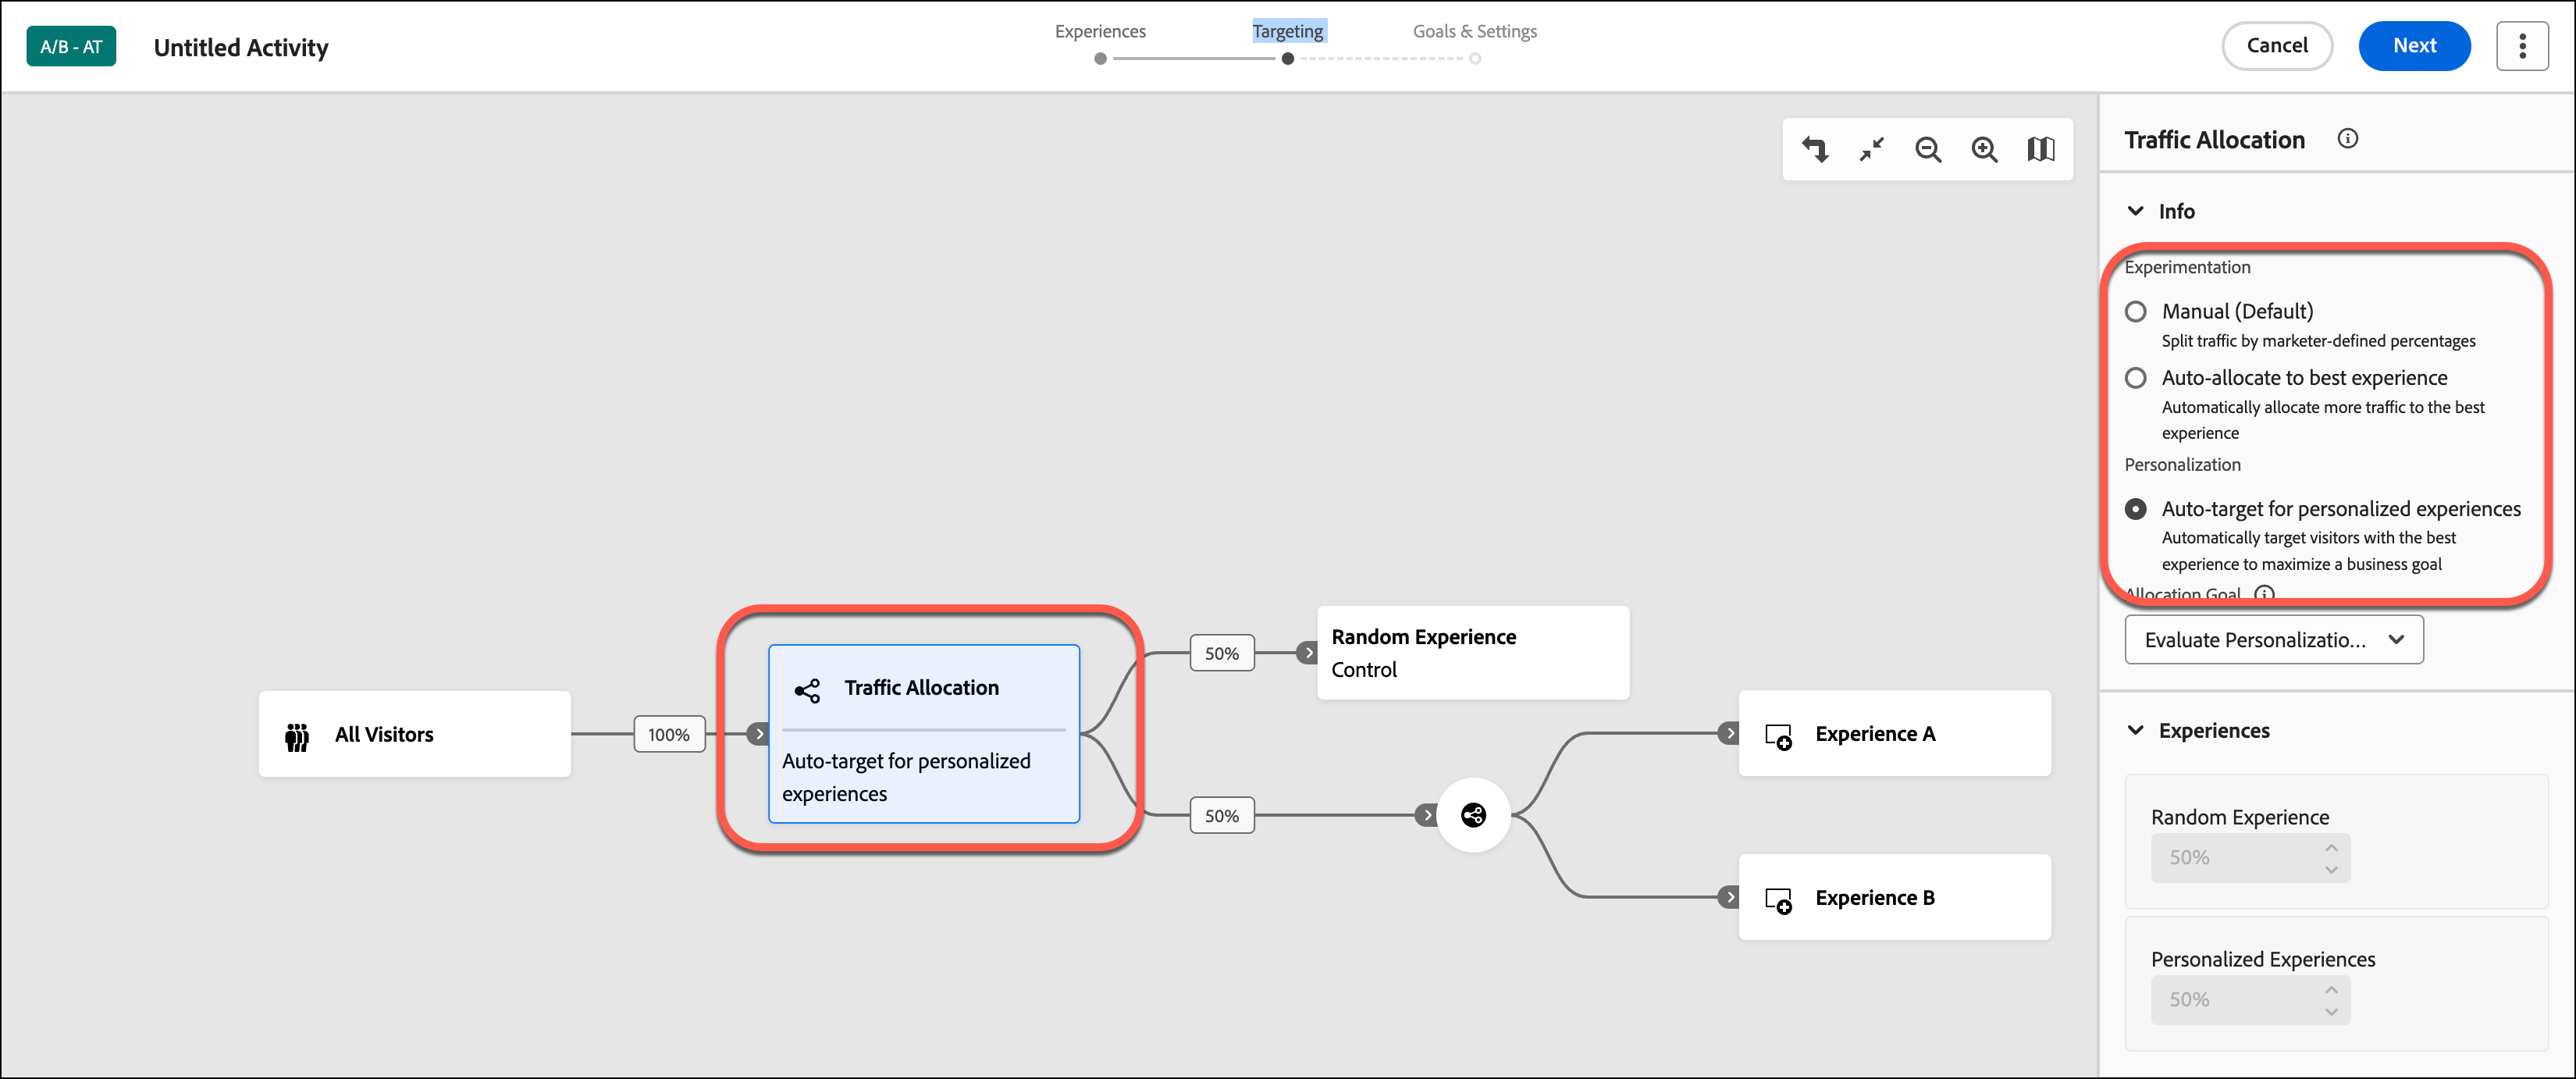 A/B - AT
Untitled Activity
Experiences
Targeting
Goals & Settings
Cancel
Next
Traffic Allocation
Info
Experimentation
Manual (Default)
Split traffic by marketer-defined percentages
Auto-allocate to best experience
Automatically allocate more traffic to the best
experience
Personalization
Auto-target for personalized experiences
Automatically target visitors with the best
experience to maximize a business goal
Allocation Goal
Evaluate Personalizatio...
Experiences
Random Experience
50%
Personalized Experiences
50%
All Visitors
100%
Traffic Allocation
Auto-target for personalized
experiences
50%
Random Experience
Control
50%
Experience A
Experience B